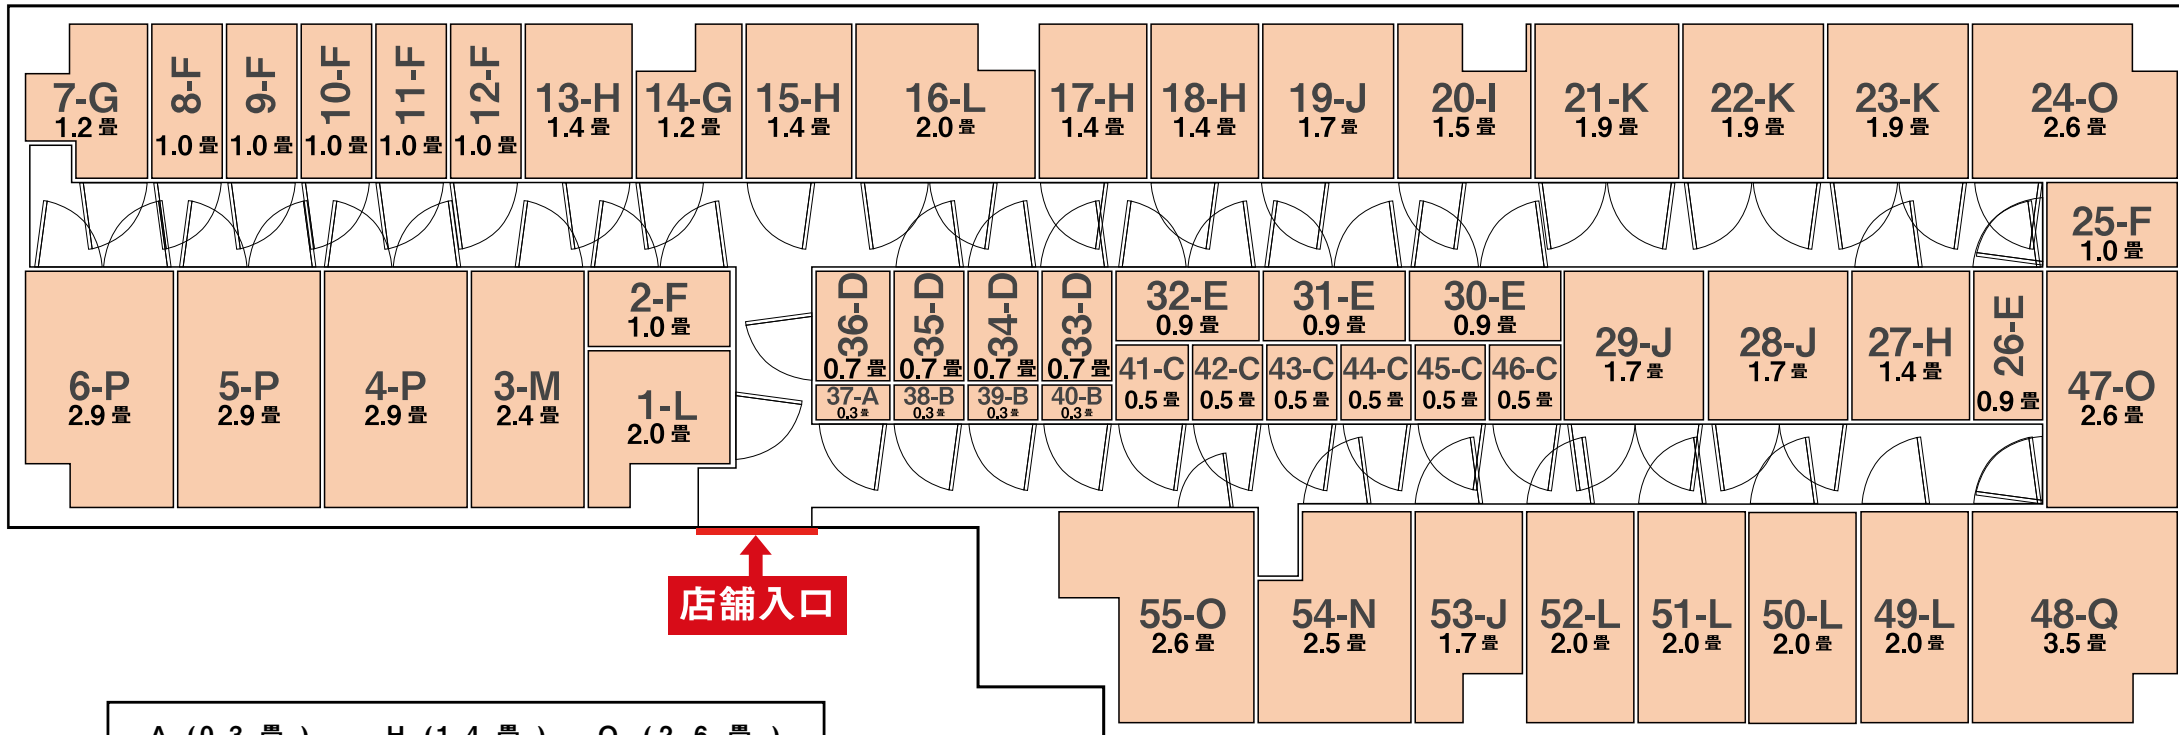 7-G
1.2 畳
8-F
1.0 畳
9-F
1.0 畳
10-F
1.0 畳
11-F
1.0 畳
12-F
1.0 畳
13-H
1.4 畳
14-G
1.2 畳
15-H
1.4 畳
16-L
2.0 畳
17-H
1.4 畳
18-H
1.4 畳
19-J
1.7 畳
20-I
1.5 畳
21-K
1.9 畳
22-K
1.9 畳
23-K
1.9 畳
24-O
2.6 畳
25-F
1.0 畳
6-P
2.9 畳
5-P
2.9 畳
4-P
2.9 畳
3-M
2.4 畳
2-F
1.0 畳
1-L
2.0 畳
36-D
0.7 畳
35-D
0.7 畳
34-D
0.7 畳
33-D
0.7 畳
32-E
0.9 畳
31-E
0.9 畳
30-E
0.9 畳
29-J
1.7 畳
28-J
1.7 畳
27-H
1.4 畳
26-E
0.9 畳
47-O
2.6 畳
37-A
0.3 畳
38-B
0.3 畳
39-B
0.3 畳
40-B
0.3 畳
41-C
0.5 畳
42-C
0.5 畳
43-C
0.5 畳
44-C
0.5 畳
45-C
0.5 畳
46-C
0.5 畳
店舗入口
55-O
2.6 畳
54-N
2.5 畳
53-J
1.7 畳
52-L
2.0 畳
51-L
2.0 畳
50-L
2.0 畳
49-L
2.0 畳
48-Q
3.5 畳
A (0.3 畳) H (1.4 畳) O (2.6 畳)